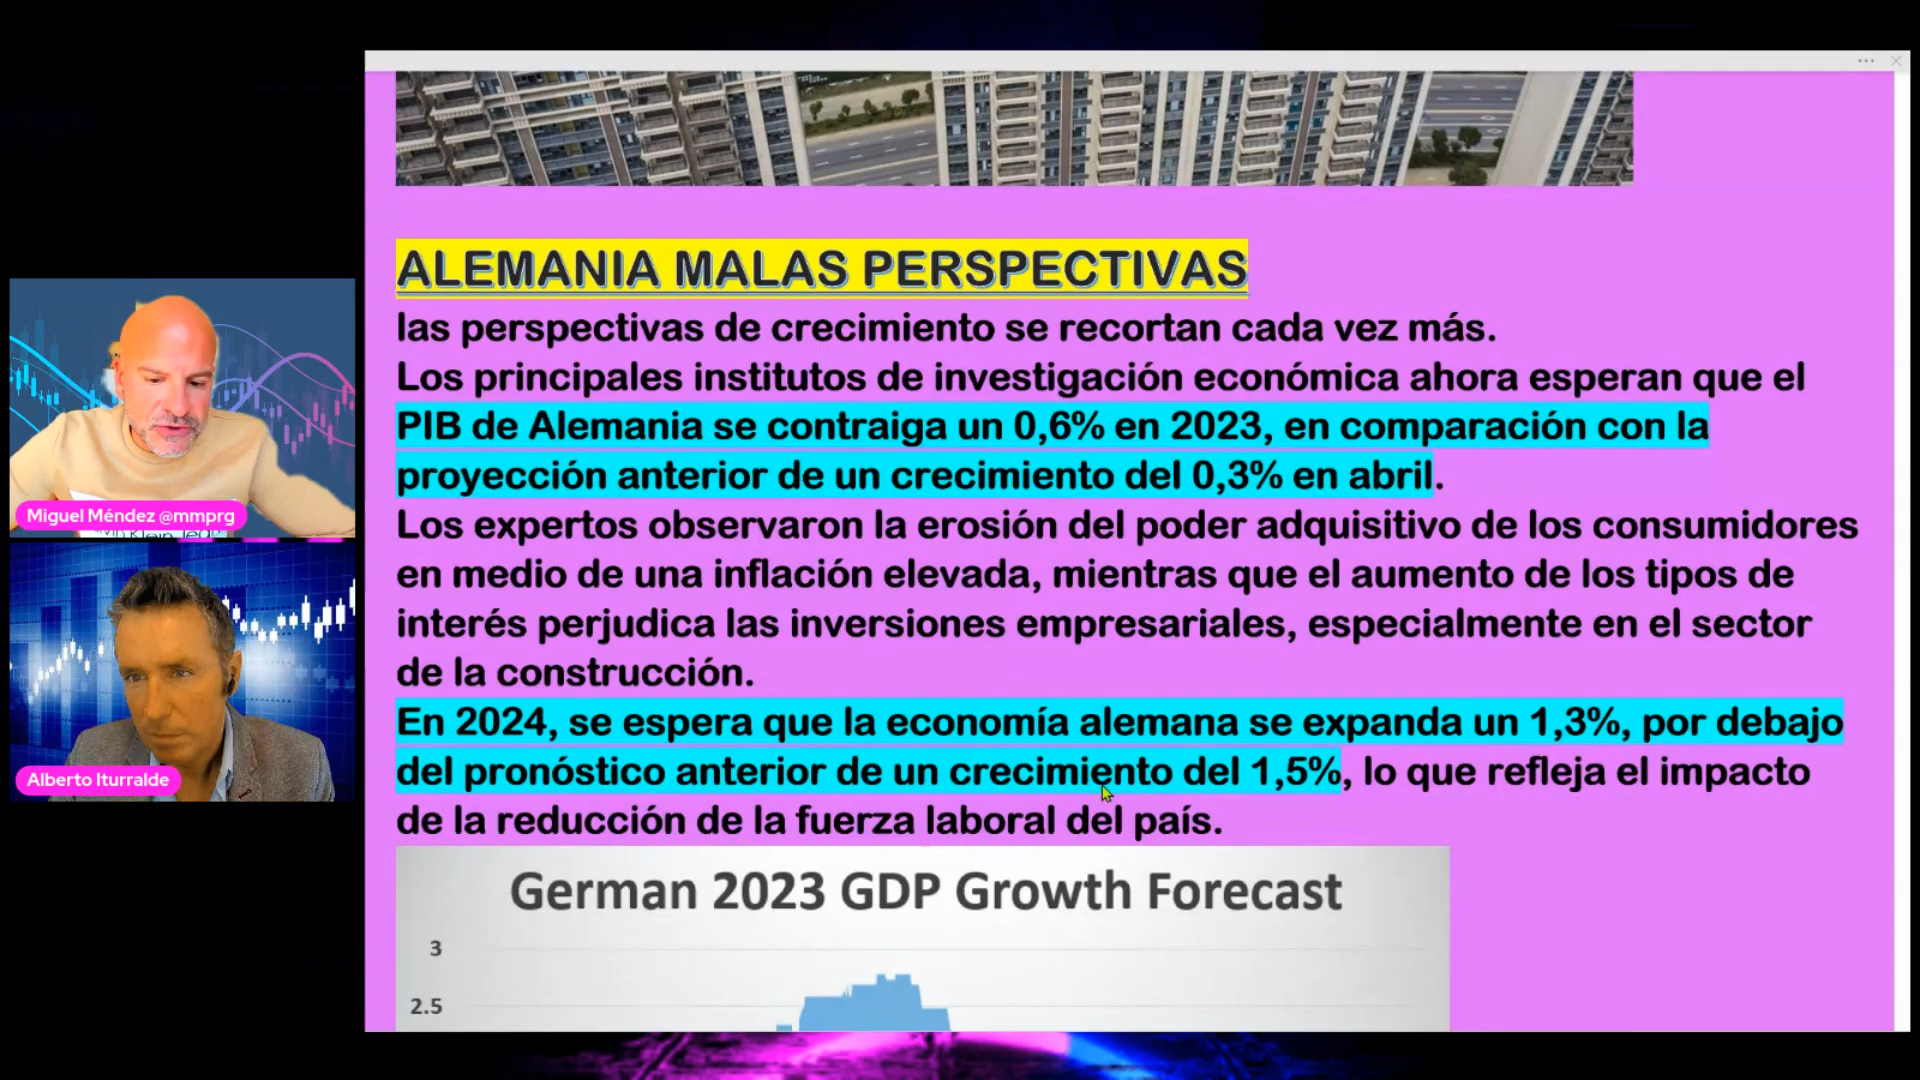 ALEMANIA MALAS PERSPECTIVAS
las perspectivas de crecimiento se recortan cada vez más.
Los principales institutos de investigación económica ahora esperan que el
PIB de Alemania se contraiga un 0,6% en 2023, en comparación con la
proyección anterior de un crecimiento del 0,3% en abril.
Los expertos observaron la erosión del poder adquisitivo de los consumidores
en medio de una inflación elevada, mientras que el aumento de los tipos de
interés perjudica las inversiones empresariales, especialmente en el sector
de la construcción.
En 2024, se espera que la economía alemana se expanda un 1,3%, por debajo
del pronóstico anterior de un crecimiento del 1,5%, lo que refleja el impacto
de la reducción de la fuerza laboral del país.
German 2023 GDP Growth Forecast
3
2.5
Miguel Méndez @mmprg
Alberto Iturralde